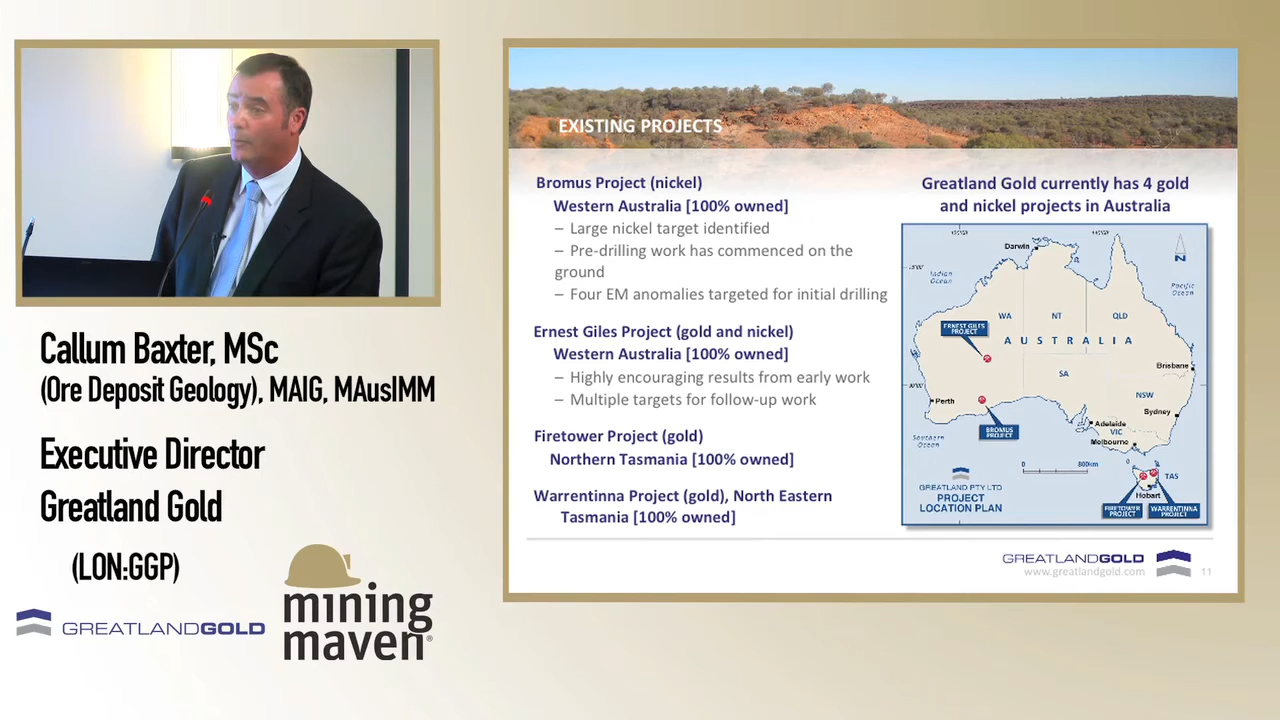 Callum Baxter, MSc
(Ore Deposit Geology), MAIG, MAusIMM
Executive Director
Greatland Gold
(LON:GGP)
GREATLANDGOLD
mining
maven®
EXISTING PROJECTS
Bromus Project (nickel)
Western Australia [100% owned]
– Large nickel target identified
– Pre-drilling work has commenced on the
ground
– Four EM anomalies targeted for initial drilling
Ernest Giles Project (gold and nickel)
Western Australia [100% owned]
– Highly encouraging results from early work
– Multiple targets for follow-up work
Firetower Project (gold)
Northern Tasmania [100% owned]
Warrentinna Project (gold), North Eastern
Tasmania [100% owned]
Greatland Gold currently has 4 gold
and nickel projects in Australia
Darwin
N
Indian
Ocean
Pacific
Ocean
WA
NT
QLD
ERNEST GILES
PROJECT
AUSTRALIA
Brisbane
SA
NSW
Perth
Sydney
BROMUS
PROJECT
Adelaide
VIC
Melbourne
Southern
Ocean
0
800km
TAS
Hobart
GREATLAND PTY LTD
PROJECT
LOCATION PLAN
FIRETOWER
PROJECT
WARRENTINNA
PROJECT
GREATLANDGOLD
www.greatlandgold.com
11